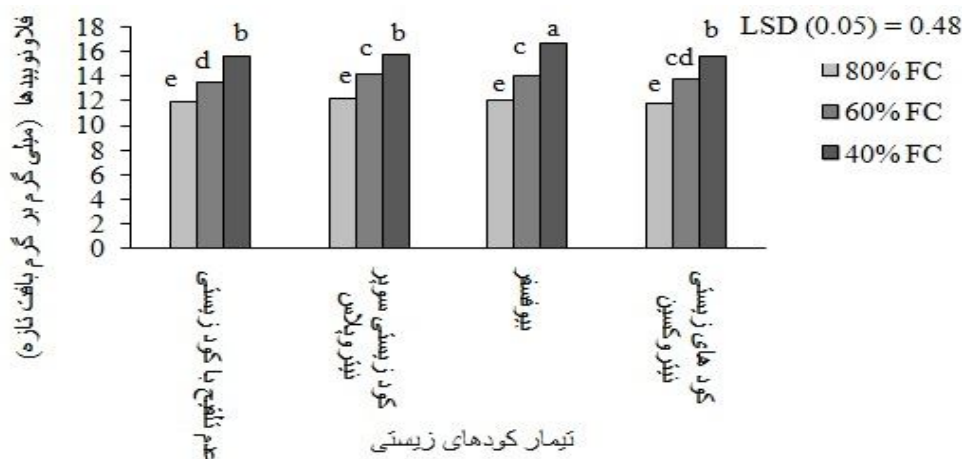 فلاونوییدها (میلی گرم بر گرم بافت تازه)
18
16
14
12
10
8
6
4
2
0
e d b
e c b
e c a
e cd b
LSD (0.05) = 0.48
80% FC
60% FC
40% FC
عدم تلقیح با کود زیستی
کود زیستی سوپر
نیتروپلاس
بیوفسفر
کود های زیستی
نیتروکسین
تیمار کودهای زیستی